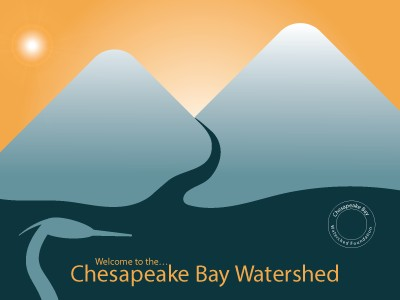 Chesapeake Bay
Watershed Foundation
Welcome to the...
Chesapeake Bay Watershed